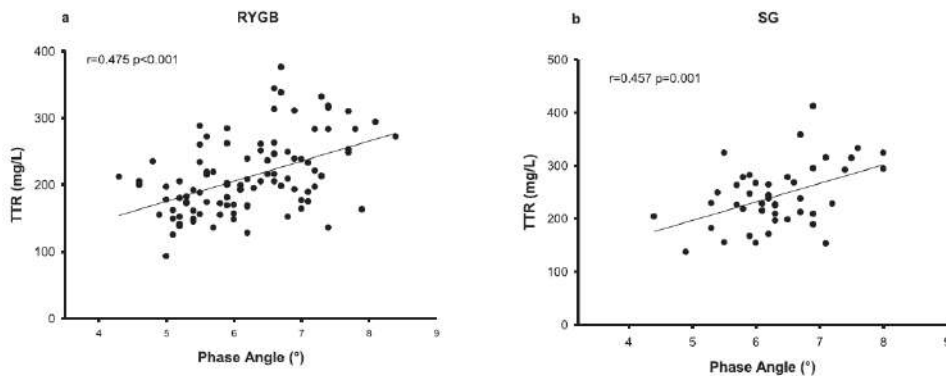 a RYGB
r=0.475 p<0.001
400
300
200
100
0
TTR (mg/L)
4 5 6 7 8 9
Phase Angle (°)
b SG
r=0.457 p=0.001
500
400
300
200
100
0
TTR (mg/L)
4 5 6 7 8 9
Phase Angle (°)